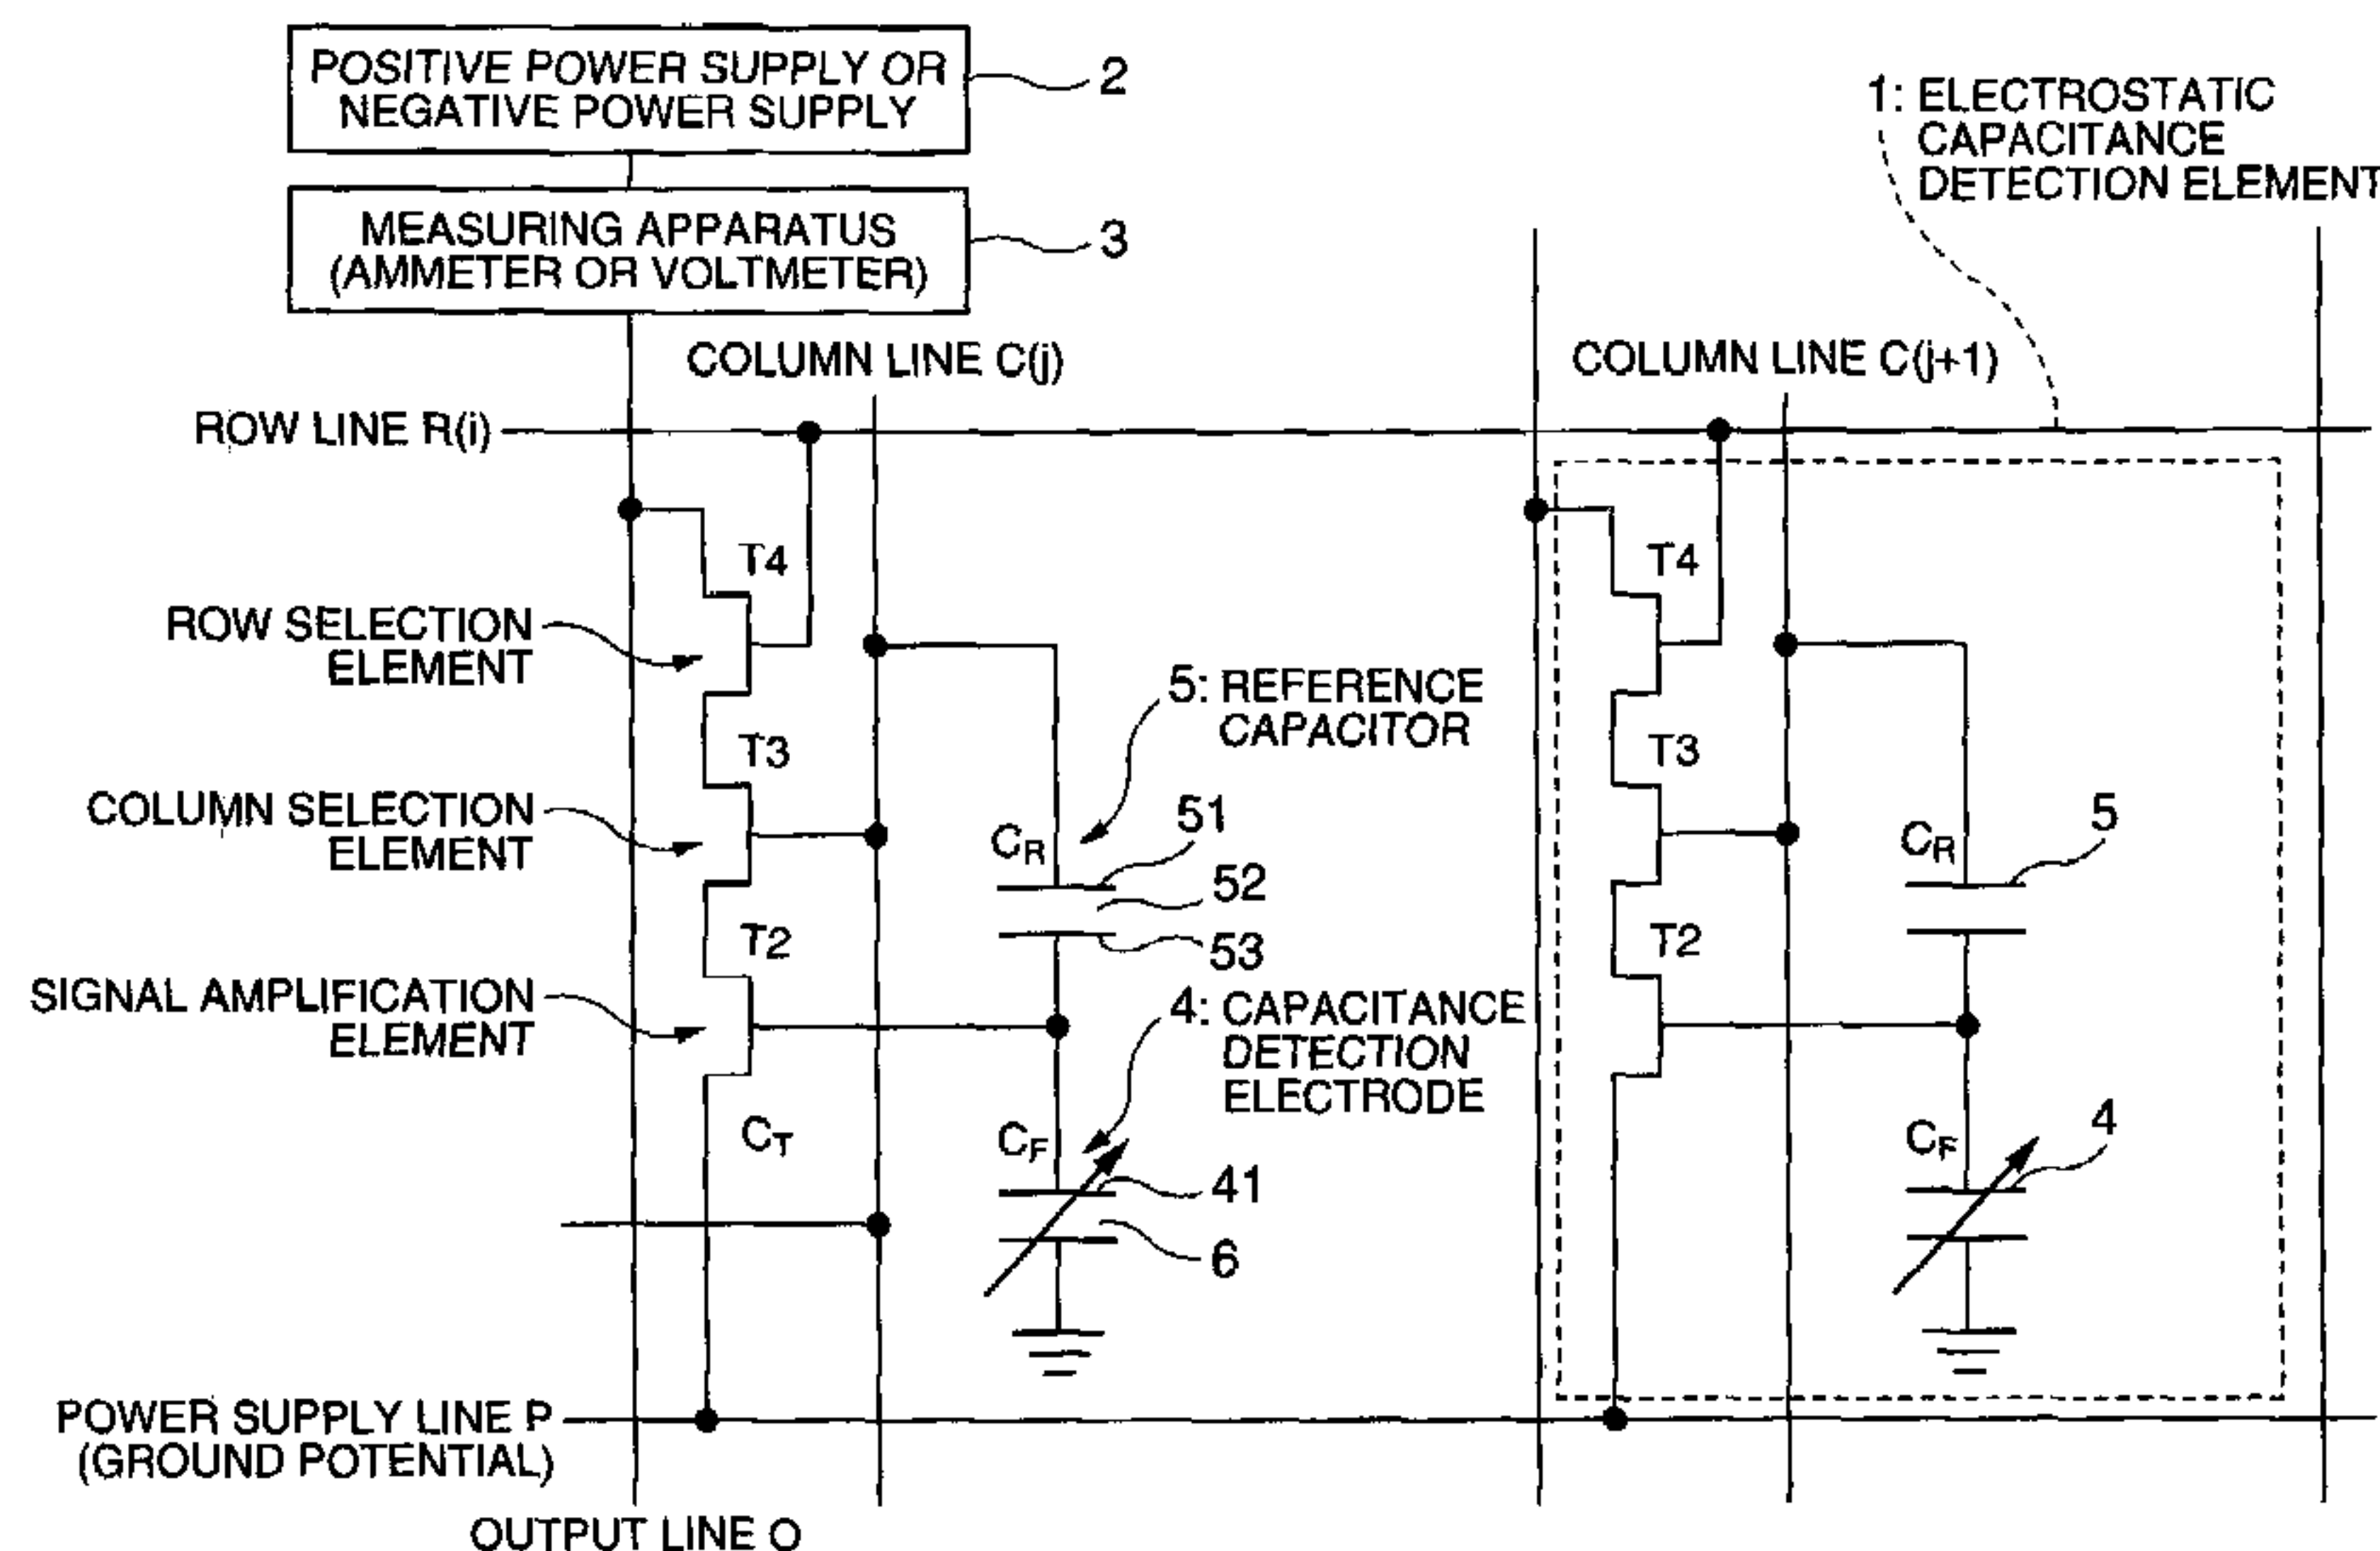 POSITIVE POWER SUPPLY OR
NEGATIVE POWER SUPPLY
2
MEASURING APPARATUS
(AMMETER OR VOLTMETER)
3
1: ELECTROSTATIC
CAPACITANCE
DETECTION ELEMENT
COLUMN LINE C(j)
COLUMN LINE C(j+1)
ROW LINE R(i)
T4
T4
ROW SELECTION
ELEMENT
5: REFERENCE
CAPACITOR
T3
T3
COLUMN SELECTION
ELEMENT
CR
51
52
53
CR
5
T2
T2
SIGNAL AMPLIFICATION
ELEMENT
4: CAPACITANCE
DETECTION
ELECTRODE
CT
CF
41
6
CF
4
POWER SUPPLY LINE P
(GROUND POTENTIAL)
OUTPUT LINE O